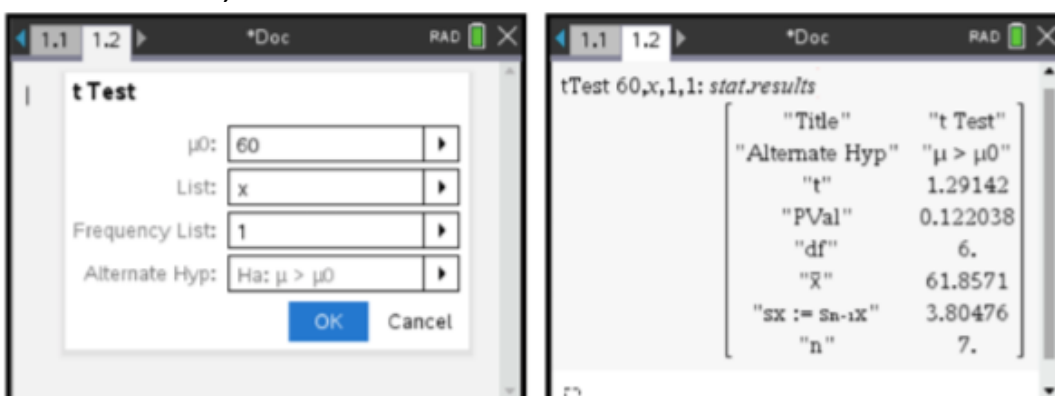 1.1 1.2 *Doc RAD
t Test
μ0: 60
List: x
Frequency List: 1
Alternate Hyp: Ha: μ > μ0
OK Cancel
1.1 1.2 *Doc RAD
tTest 60,x,1,1: stat.results
"Title" "t Test"
"Alternate Hyp" "μ > μ0"
"t" 1.29142
"PVal" 0.122038
"df" 6.
"x̄" 61.8571
"sx := sn-1x" 3.80476
"n" 7.